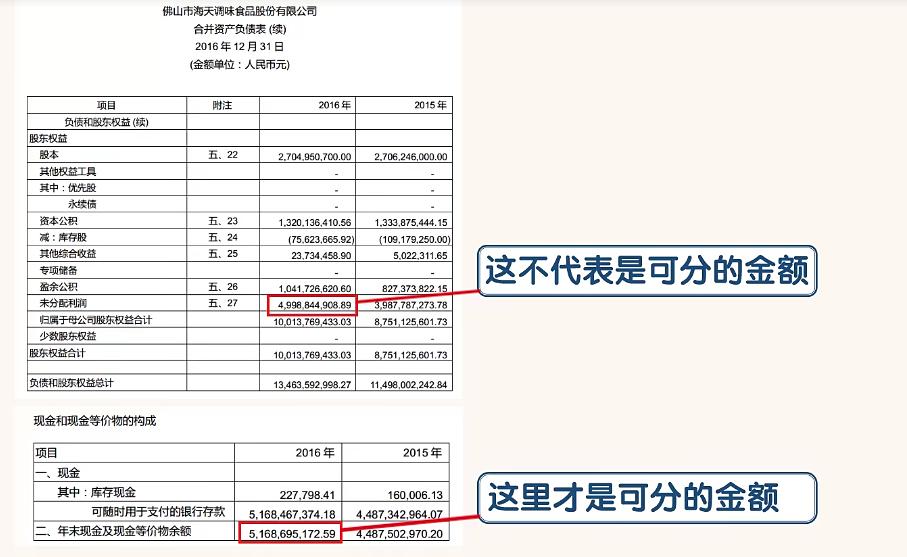 佛山市海天调味食品股份有限公司
合并资产负债表 (续)
2016 年 12 月 31 日
(金额单位：人民币元)
项目 附注 2016 年 2015 年
负债和股东权益 (续)
股东权益
股本 五、22 2,704,950,700.00 2,706,246,000.00
其他权益工具 - -
其中：优先股 - -
永续债 - -
资本公积 五、23 1,320,136,410.56 1,333,875,444.15
减：库存股 五、24 (75,623,665.92) (109,179,250.00)
其他综合收益 五、25 23,734,458.90 5,022,311.65
专项储备 - -
盈余公积 五、26 1,041,726,620.60 827,373,822.15
未分配利润 五、27 4,998,844,908.89 3,987,787,273.78
这不代表是可分的金额
归属于母公司股东权益合计 10,013,769,433.03 8,751,125,601.73
少数股东权益 - -
股东权益合计 10,013,769,433.03 8,751,125,601.73
负债和股东权益总计 13,463,592,998.27 11,498,002,242.84
现金和现金等价物的构成
项目 2016 年 2015 年
一、现金
其中：库存现金 227,798.41 160,006.13
可随时用于支付的银行存款 5,168,467,374.18 4,487,342,964.07
二、年末现金及现金等价物余额 5,168,695,172.59 4,487,502,970.20
这里才是可分的金额